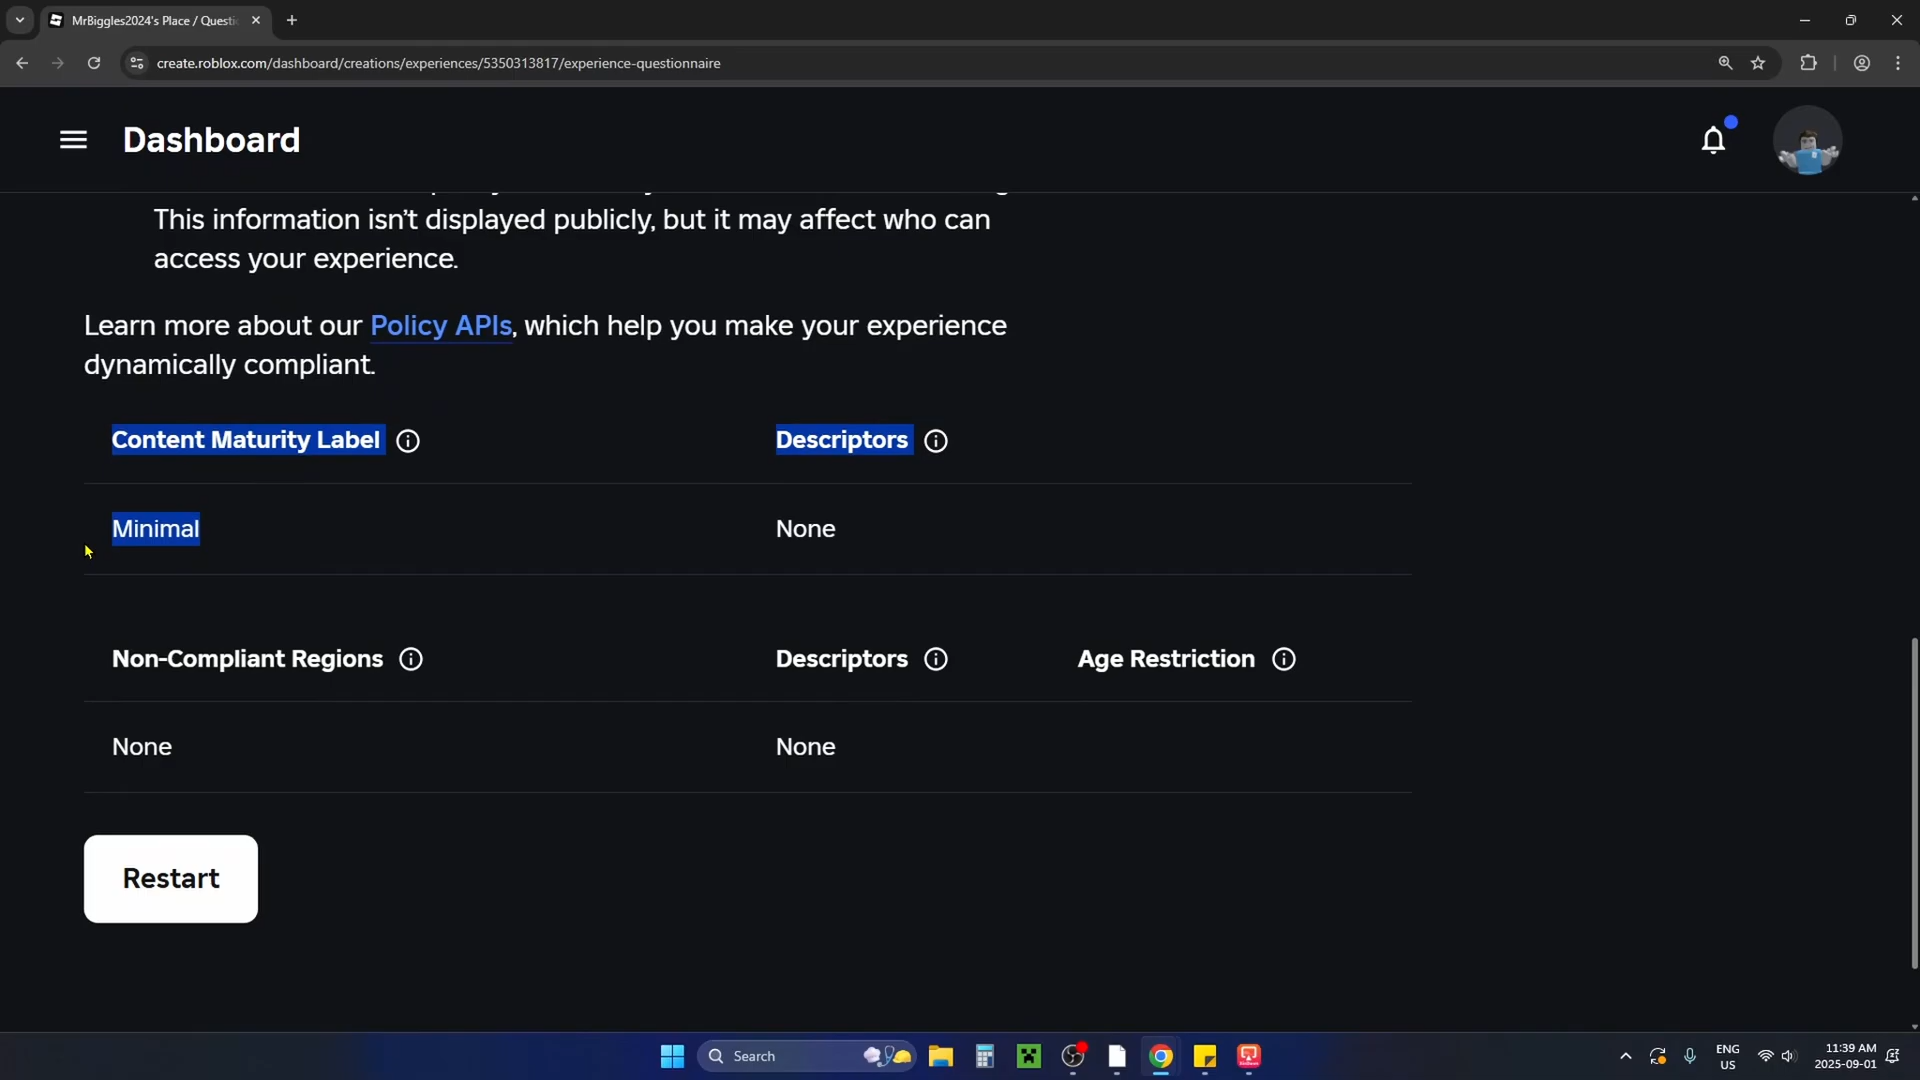 MrBiggles2024's Place / Questi
create.roblox.com/dashboard/creations/experiences/5350313817/experience-questionnaire
Dashboard
This information isn't displayed publicly, but it may affect who can
access your experience.
Learn more about our Policy APIs, which help you make your experience
dynamically compliant.
Content Maturity Label Descriptors
Minimal None
Non-Compliant Regions Descriptors Age Restriction
None None
Restart
Search
ENG
US
11:39 AM
2025-09-01